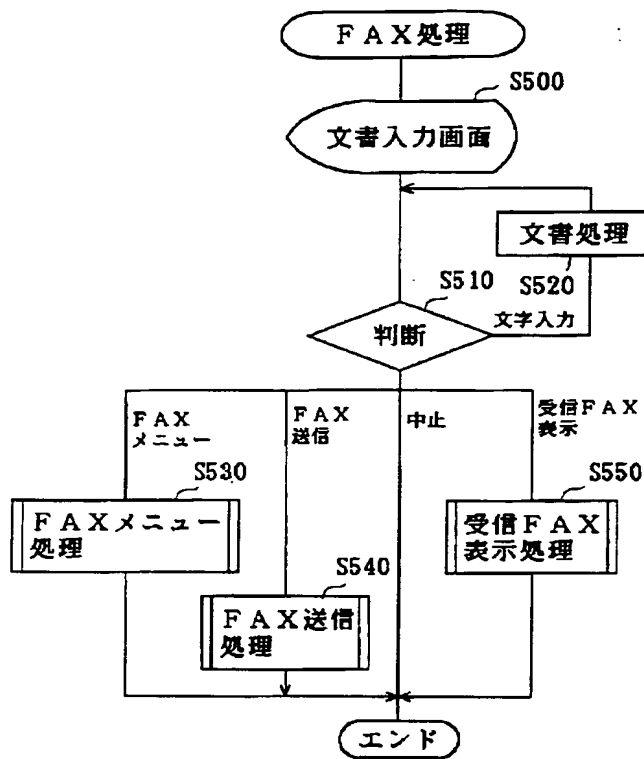 ＦＡＸ処理
S500
文書入力画面
文書処理
S520
S510
文字入力
判断
ＦＡＸ
メニュー
ＦＡＸ
送信
中止
受信ＦＡＸ
表示
S530
ＦＡＸメニュー
処理
S550
受信ＦＡＸ
表示処理
S540
ＦＡＸ送信
処理
エンド